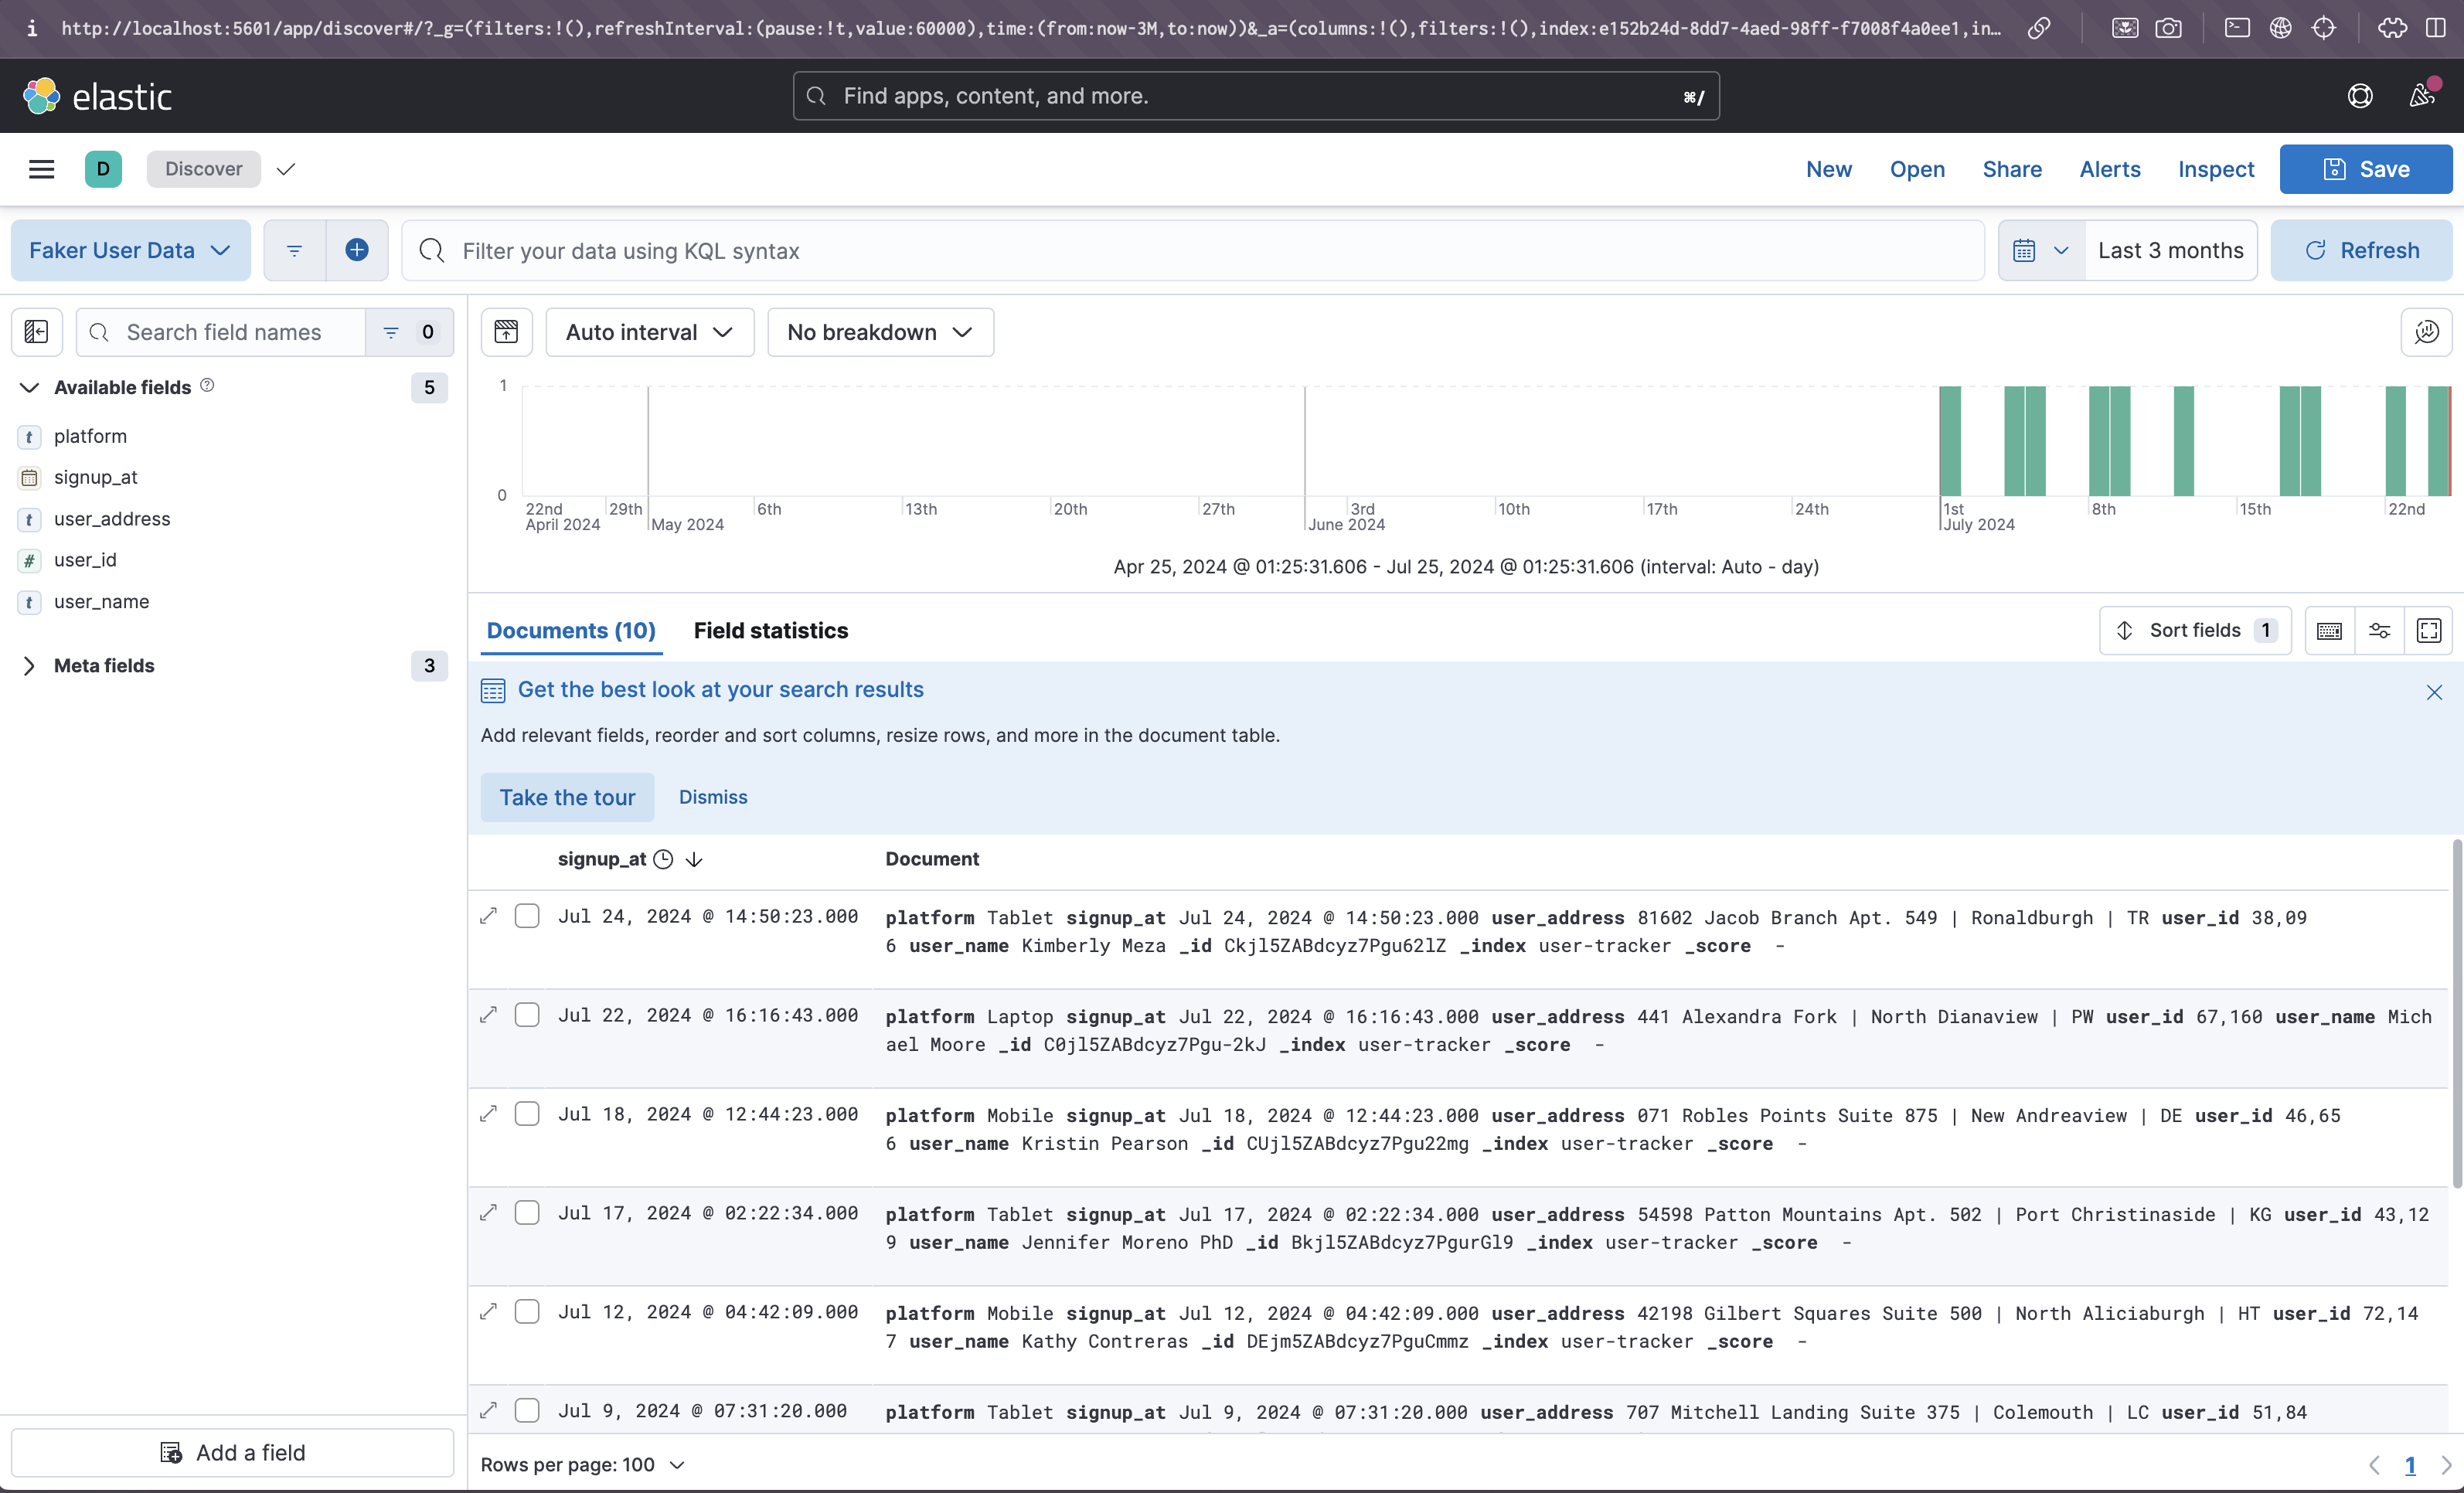 http://localhost:5601/app/discover#/?_g=(filters:!(),refreshInterval:(pause:!t,value:60000),time:(from:now-3M,to:now))&_a=(columns:!(),filters:!(),index:e152b24d-8dd7-4aed-98ff-f7008f4a0ee1,in…
elastic
Find apps, content, and more.
⌘/
D
Discover
New
Open
Share
Alerts
Inspect
Save
Faker User Data
Filter your data using KQL syntax
Last 3 months
Refresh
Search field names
0
Available fields
5
t platform
signup_at
t user_address
# user_id
t user_name
Meta fields
3
Add a field
Auto interval
No breakdown
1
0
22nd 29th 6th 13th 20th 27th 3rd 10th 17th 24th 1st 8th 15th 22nd
April 2024 May 2024 June 2024 July 2024
Apr 25, 2024 @ 01:25:31.606 - Jul 25, 2024 @ 01:25:31.606 (interval: Auto - day)
Documents (10)
Field statistics
Sort fields 1
Get the best look at your search results
Add relevant fields, reorder and sort columns, resize rows, and more in the document table.
Take the tour
Dismiss
signup_at
Document
Jul 24, 2024 @ 14:50:23.000
platform Tablet signup_at Jul 24, 2024 @ 14:50:23.000 user_address 81602 Jacob Branch Apt. 549 | Ronaldburgh | TR user_id 38,09
6 user_name Kimberly Meza _id Ckjl5ZABdcyz7Pgu62lZ _index user-tracker _score -
Jul 22, 2024 @ 16:16:43.000
platform Laptop signup_at Jul 22, 2024 @ 16:16:43.000 user_address 441 Alexandra Fork | North Dianaview | PW user_id 67,160 user_name Mich
ael Moore _id C0jl5ZABdcyz7Pgu-2kJ _index user-tracker _score -
Jul 18, 2024 @ 12:44:23.000
platform Mobile signup_at Jul 18, 2024 @ 12:44:23.000 user_address 071 Robles Points Suite 875 | New Andreaview | DE user_id 46,65
6 user_name Kristin Pearson _id CUjl5ZABdcyz7Pgu22mg _index user-tracker _score -
Jul 17, 2024 @ 02:22:34.000
platform Tablet signup_at Jul 17, 2024 @ 02:22:34.000 user_address 54598 Patton Mountains Apt. 502 | Port Christinaside | KG user_id 43,12
9 user_name Jennifer Moreno PhD _id Bkjl5ZABdcyz7PgurGl9 _index user-tracker _score -
Jul 12, 2024 @ 04:42:09.000
platform Mobile signup_at Jul 12, 2024 @ 04:42:09.000 user_address 42198 Gilbert Squares Suite 500 | North Aliciaburgh | HT user_id 72,14
7 user_name Kathy Contreras _id DEjm5ZABdcyz7PguCmmz _index user-tracker _score -
Jul 9, 2024 @ 07:31:20.000
platform Tablet signup_at Jul 9, 2024 @ 07:31:20.000 user_address 707 Mitchell Landing Suite 375 | Colemouth | LC user_id 51,84
Rows per page: 100
1